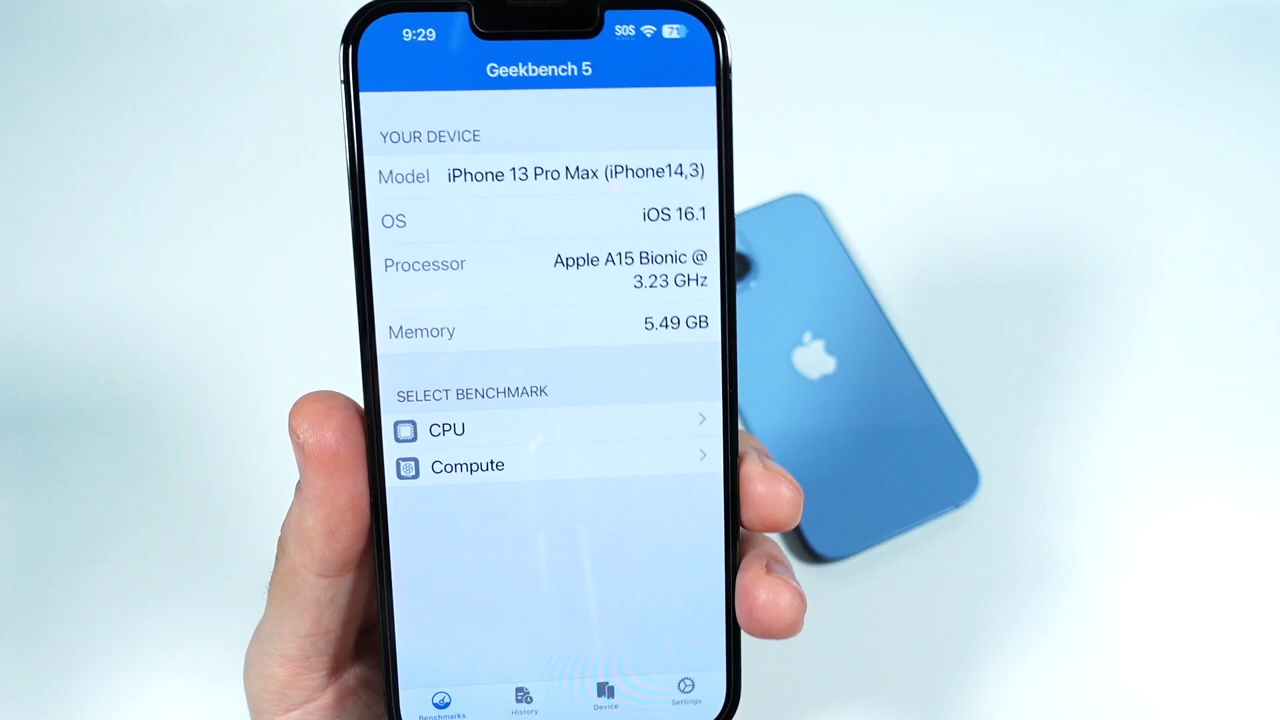 9:29
SOS
71
Geekbench 5
YOUR DEVICE
Model iPhone 13 Pro Max (iPhone14,3)
OS iOS 16.1
Processor Apple A15 Bionic @
3.23 GHz
Memory 5.49 GB
SELECT BENCHMARK
CPU
Compute
Benchmarks History Device Settings